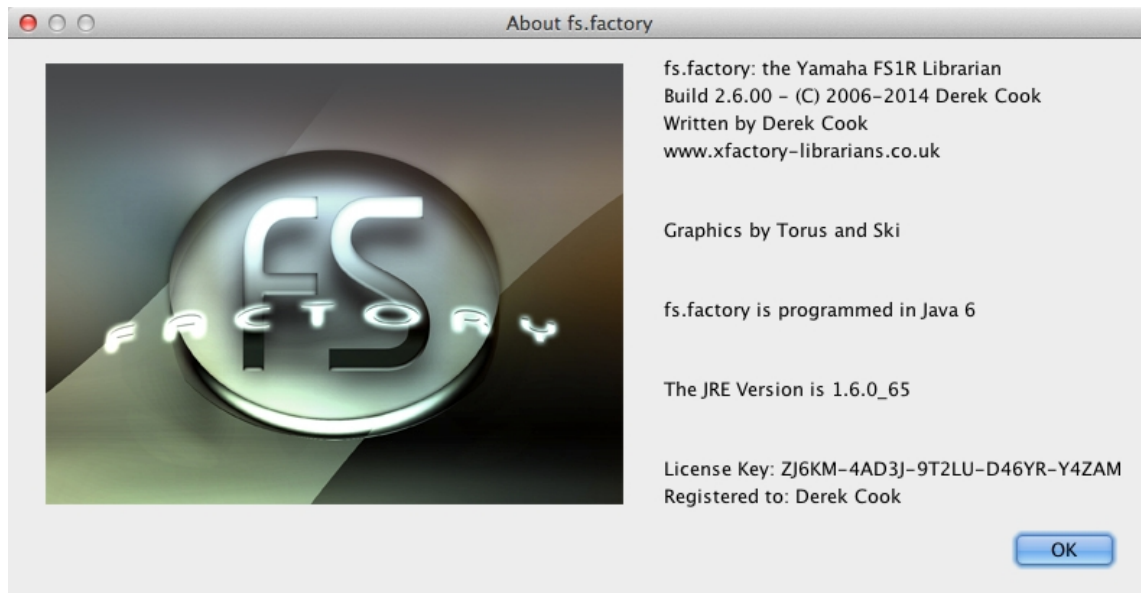 About fs.factory
fs.factory: the Yamaha FS1R Librarian
Build 2.6.00 – (C) 2006–2014 Derek Cook
Written by Derek Cook
www.xfactory-librarians.co.uk
Graphics by Torus and Ski
fs.factory is programmed in Java 6
The JRE Version is 1.6.0_65
License Key: ZJ6KM-4AD3J-9T2LU-D46YR-Y4ZAM
Registered to: Derek Cook
FS
FACTORY
OK